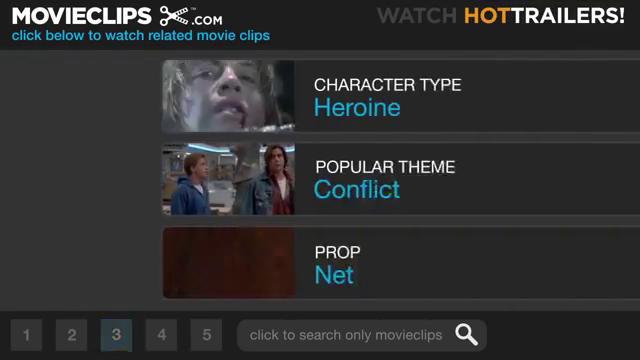 MOVIECLIPS .COM
WATCH HOTTRAILERS!
click below to watch related movie clips
CHARACTER TYPE
Heroine
POPULAR THEME
Conflict
PROP
Net
1 2 3 4 5
click to search only movieclips